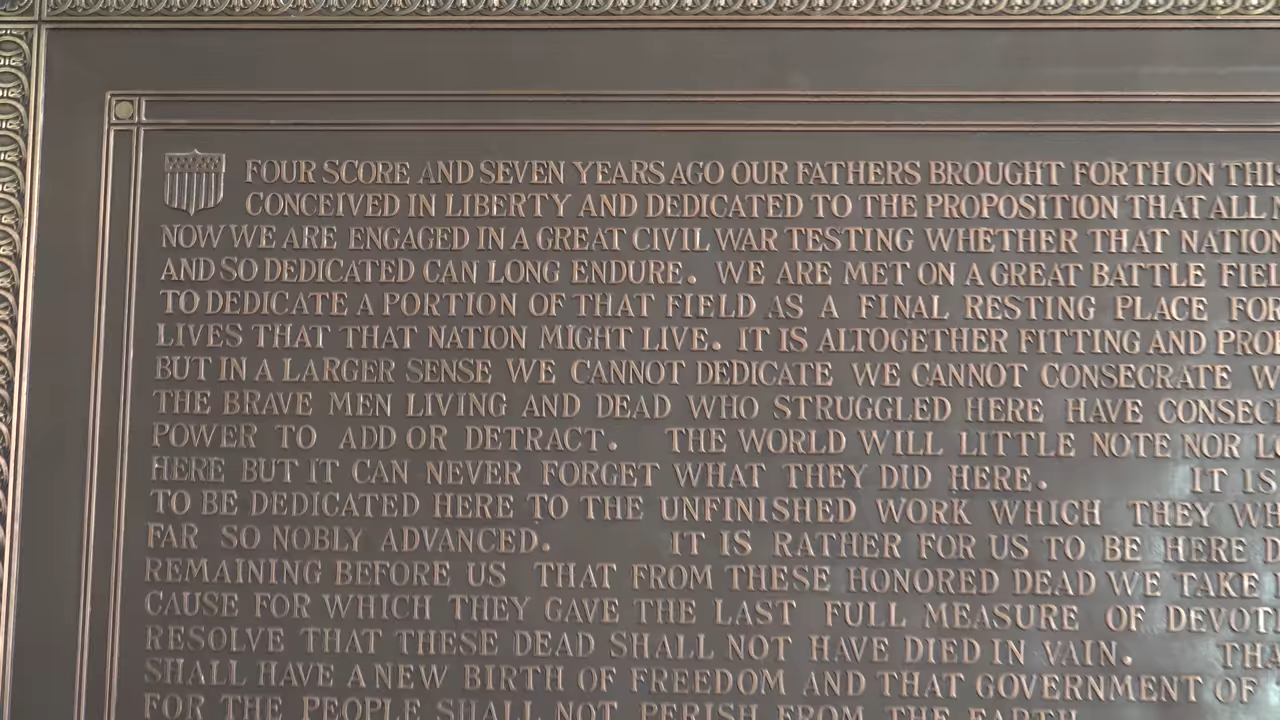 FOUR SCORE AND SEVEN YEARS AGO OUR FATHERS BROUGHT FORTH ON THIS
CONCEIVED IN LIBERTY AND DEDICATED TO THE PROPOSITION THAT ALL
NOW WE ARE ENGAGED IN A GREAT CIVIL WAR TESTING WHETHER THAT NATION
AND SO DEDICATED CAN LONG ENDURE. WE ARE MET ON A GREAT BATTLE FIEL
TO DEDICATE A PORTION OF THAT FIELD AS A FINAL RESTING PLACE FOR
LIVES THAT THAT NATION MIGHT LIVE. IT IS ALTOGETHER FITTING AND PROP
BUT IN A LARGER SENSE WE CANNOT DEDICATE WE CANNOT CONSECRATE W
THE BRAVE MEN LIVING AND DEAD WHO STRUGGLED HERE HAVE CONSEC
POWER TO ADD OR DETRACT. THE WORLD WILL LITTLE NOTE NOR LO
HERE BUT IT CAN NEVER FORGET WHAT THEY DID HERE. IT IS
TO BE DEDICATED HERE TO THE UNFINISHED WORK WHICH THEY WH
FAR SO NOBLY ADVANCED. IT IS RATHER FOR US TO BE HERE D
REMAINING BEFORE US THAT FROM THESE HONORED DEAD WE TAKE
CAUSE FOR WHICH THEY GAVE THE LAST FULL MEASURE OF DEVOTI
RESOLVE THAT THESE DEAD SHALL NOT HAVE DIED IN VAIN. THA
SHALL HAVE A NEW BIRTH OF FREEDOM AND THAT GOVERNMENT OF
FOR THE PEOPLE SHALL NOT PERISH FROM THE EARTH